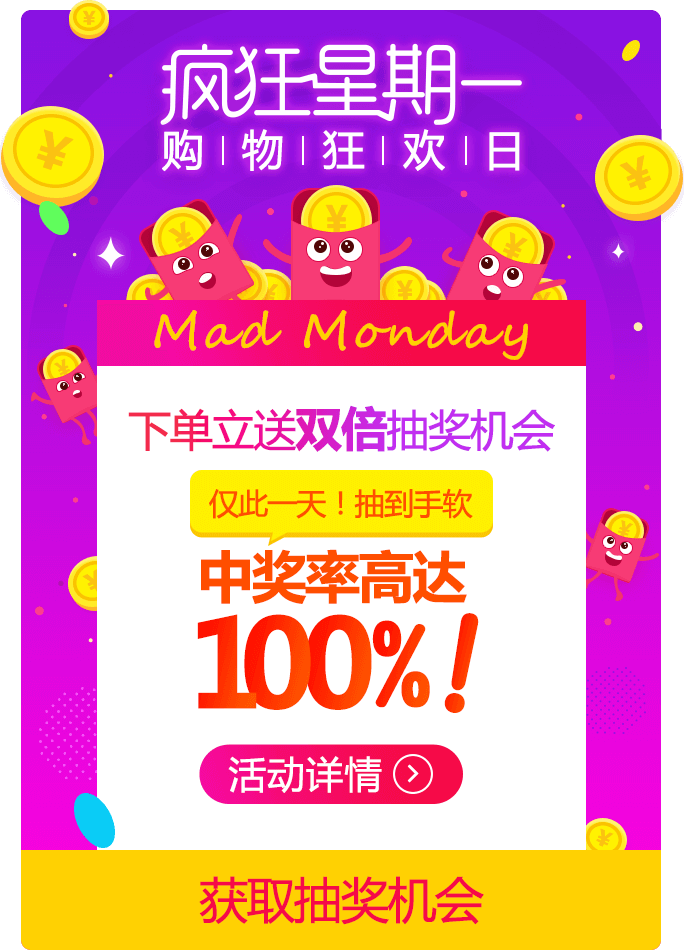 疯狂星期一
购|物|狂|欢|日
Mad Monday
下单立送双倍抽奖机会
仅此一天！抽到手软
中奖率高达
100%!
活动详情
获取抽奖机会